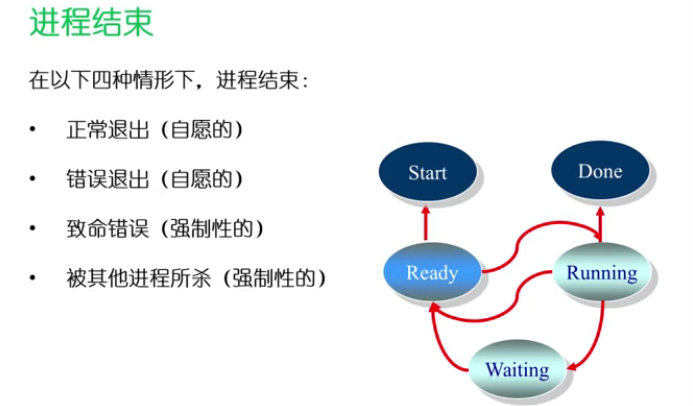 进程结束
在以下四种情形下，进程结束：
• 正常退出（自愿的）
• 错误退出（自愿的）
• 致命错误（强制性的）
• 被其他进程所杀（强制性的）
Start
Done
Ready
Running
Waiting